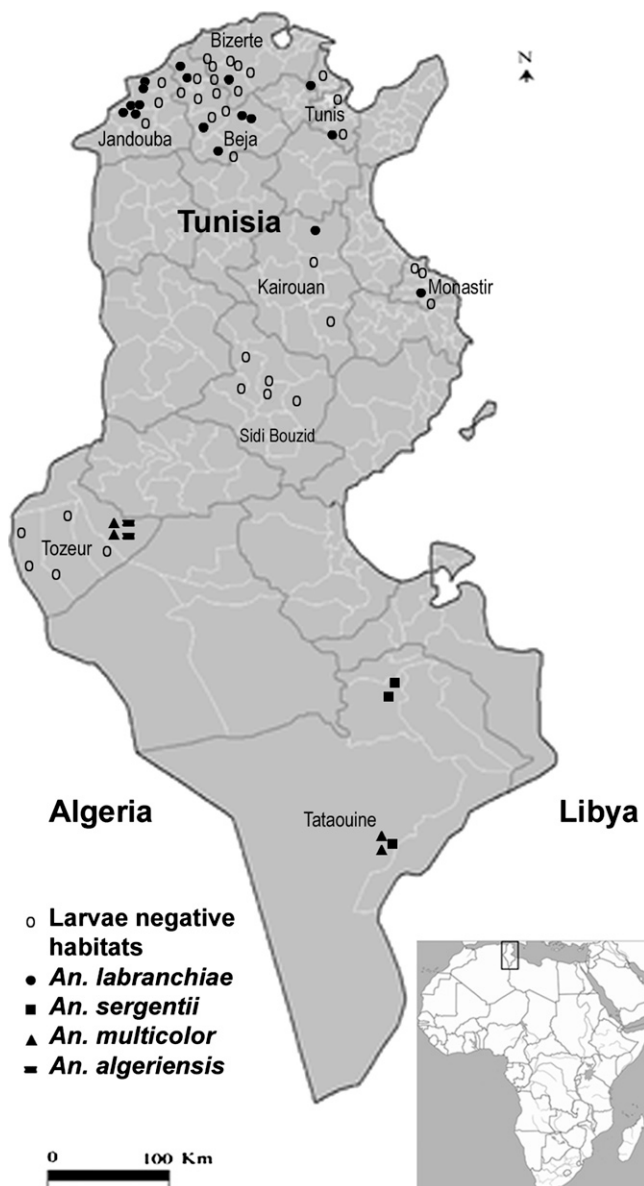 Bizerte
N
Tunis
Jandouba
Beja
Tunisia
Kairouan
Monastir
Sidi Bouzid
Tozeur
Algeria
Libya
Tataouine
Larvae negative
habitats
An. labranchiae
An. sergentii
An. multicolor
An. algeriensis
0 100 Km